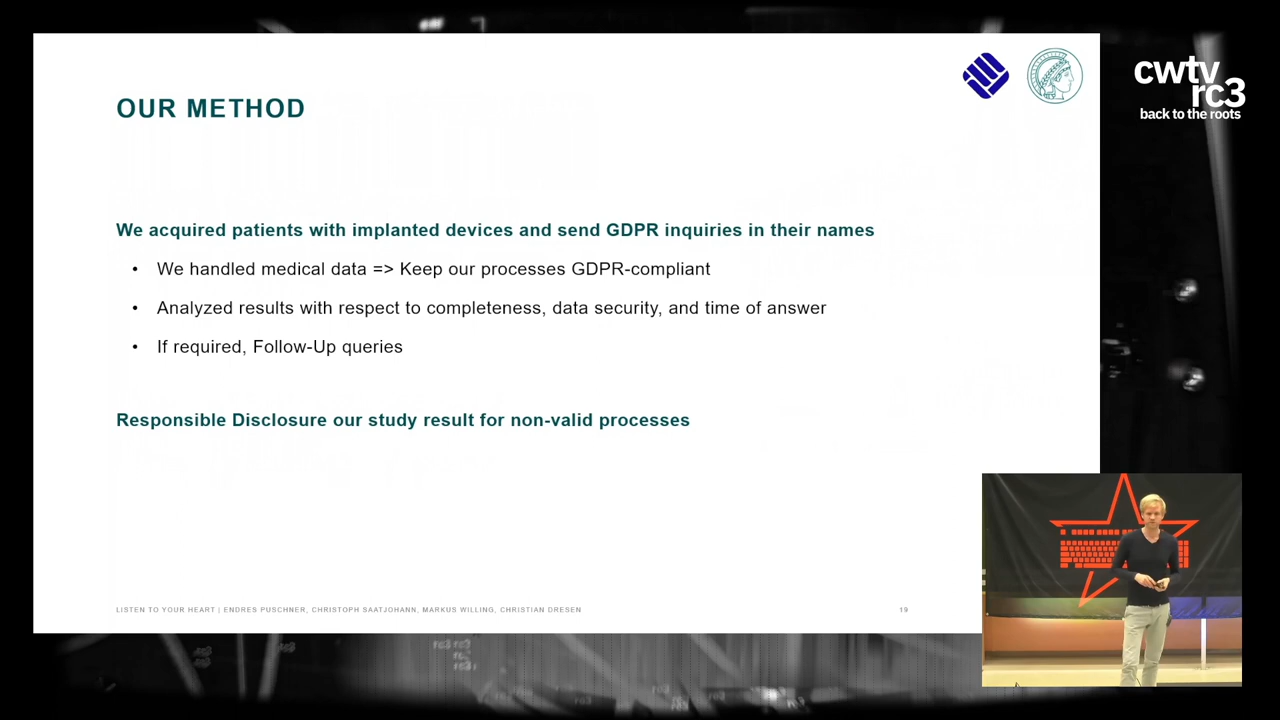 cwtv
rc3
back to the roots
OUR METHOD
We acquired patients with implanted devices and send GDPR inquiries in their names
• We handled medical data => Keep our processes GDPR-compliant
• Analyzed results with respect to completeness, data security, and time of answer
• If required, Follow-Up queries
Responsible Disclosure our study result for non-valid processes
LISTEN TO YOUR HEART | ENDRES PUSCHNER, CHRISTOPH SAATJOHANN, MARKUS WILLING, CHRISTIAN DRESEN
19